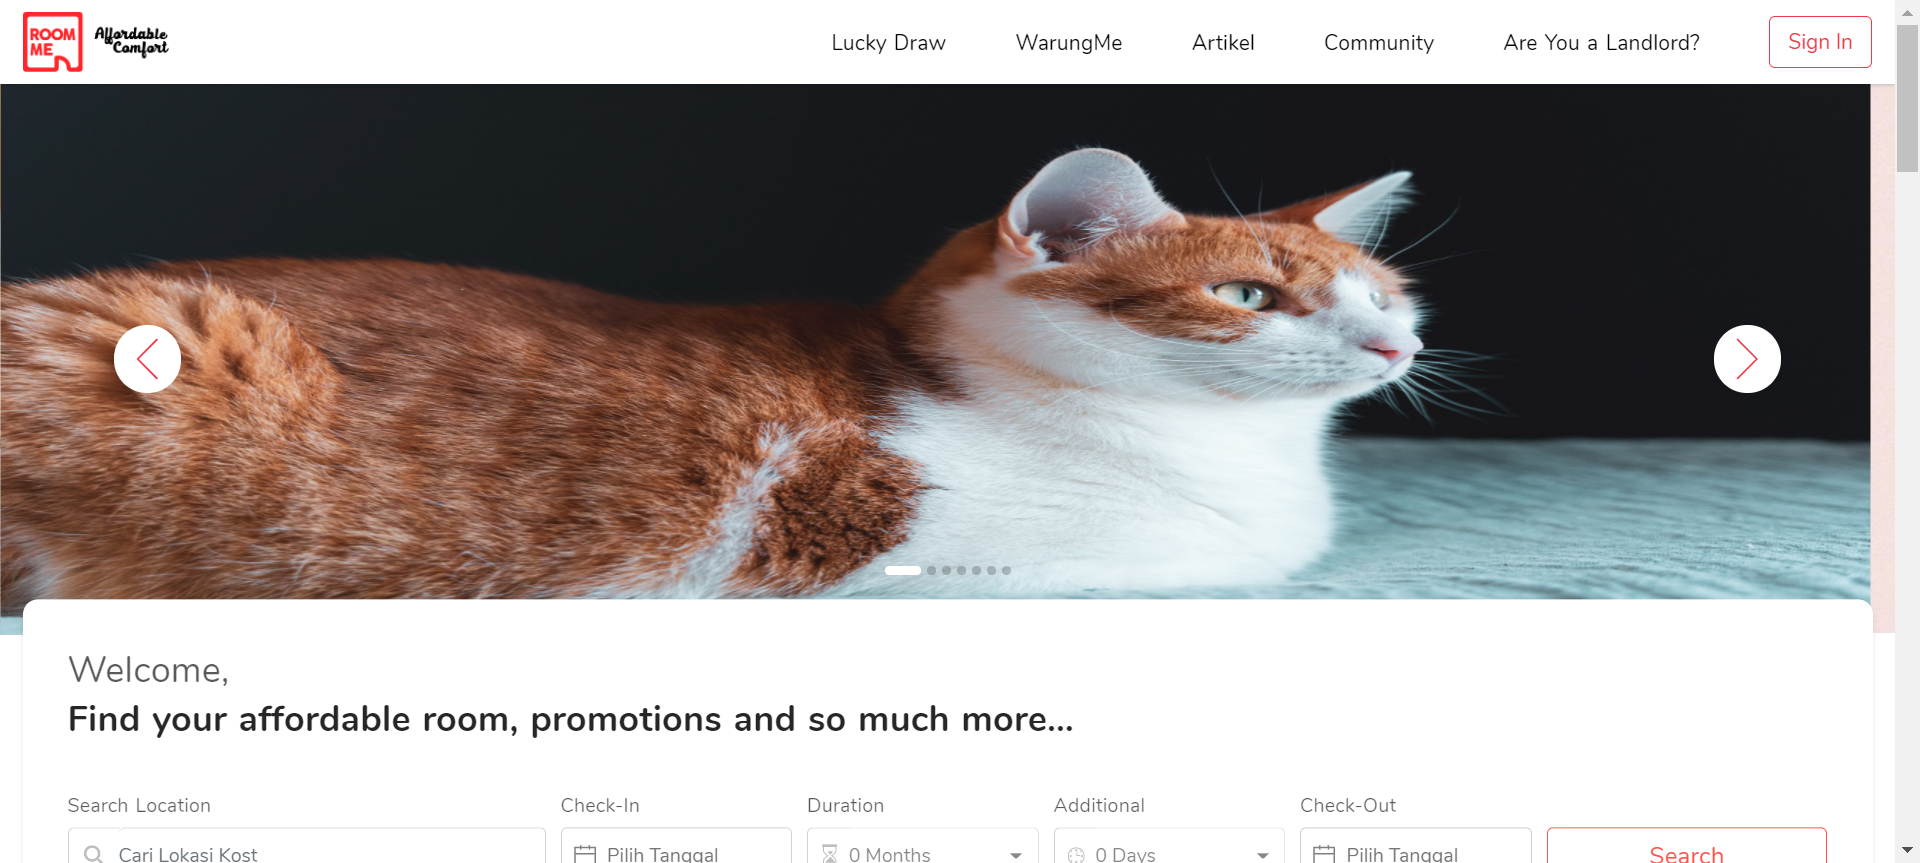 ROOM
ME
Affordable
Comfort
Lucky Draw
WarungMe
Artikel
Community
Are You a Landlord?
Sign In
Welcome,
Find your affordable room, promotions and so much more...
Search Location
Check-In
Duration
Additional
Check-Out
Cari Lokasi Kost
Pilih Tanggal
0 Months
0 Days
Pilih Tanggal
Search